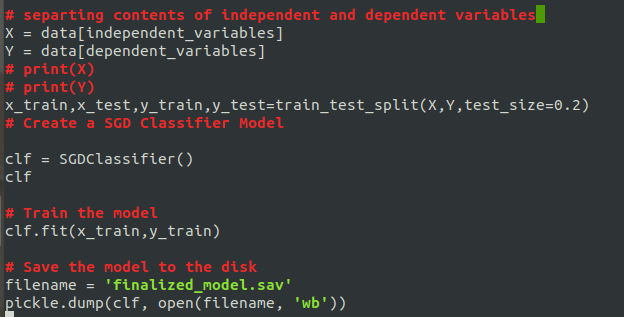 # separting contents of independent and dependent variables
X = data[independent_variables]
Y = data[dependent_variables]
# print(X)
# print(Y)
x_train,x_test,y_train,y_test=train_test_split(X,Y,test_size=0.2)
# Create a SGD Classifier Model
clf = SGDClassifier()
clf
# Train the model
clf.fit(x_train,y_train)
# Save the model to the disk
filename = 'finalized_model.sav'
pickle.dump(clf, open(filename, 'wb'))